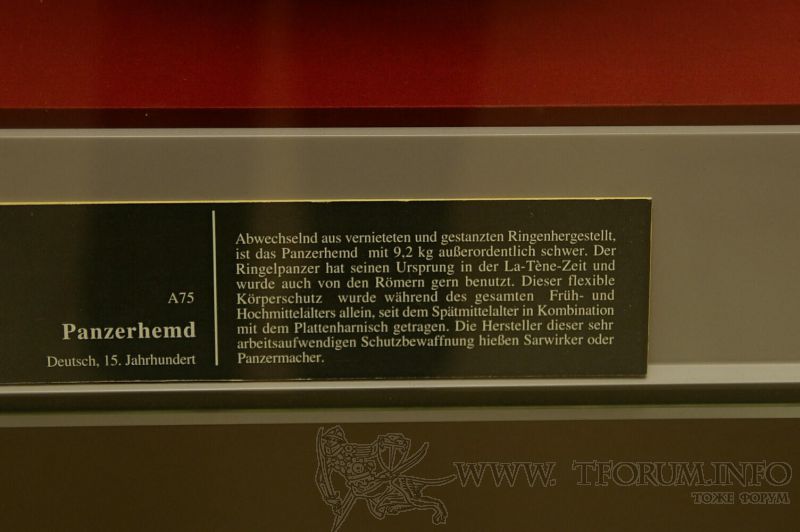 A75
Panzerhemd
Deutsch, 15. Jahrhundert
Abwechselnd aus vernieteten und gestanzten Ringenhergestellt,
ist das Panzerhemd mit 9,2 kg außerordentlich schwer. Der
Ringelpanzer hat seinen Ursprung in der La-Tène-Zeit und
wurde auch von den Römern gern benutzt. Dieser flexible
Körperschutz wurde während des gesamten Früh- und
Hochmittelalters allein, seit dem Spätmittelalter in Kombination
mit dem Plattenharnisch getragen. Die Hersteller dieser sehr
arbeitsaufwendigen Schutzbewaffnung hießen Sarwirker oder
Panzermacher.
WWW. TFORUM.INFO
ТОЖЕ ФОРУМ